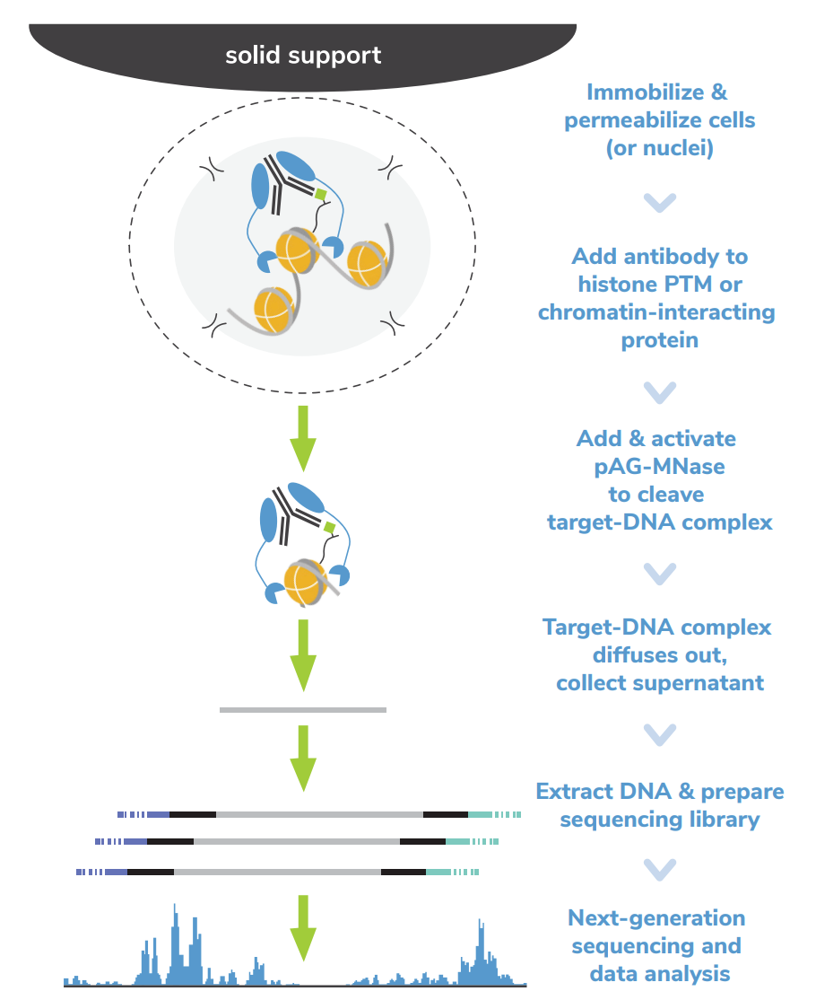 solid support
Immobilize &
permeabilize cells
(or nuclei)
Add antibody to
histone PTM or
chromatin-interacting
protein
Add & activate
pAG-MNase
to cleave
target-DNA complex
Target-DNA complex
diffuses out,
collect supernatant
Extract DNA & prepare
sequencing library
Next-generation
sequencing and
data analysis